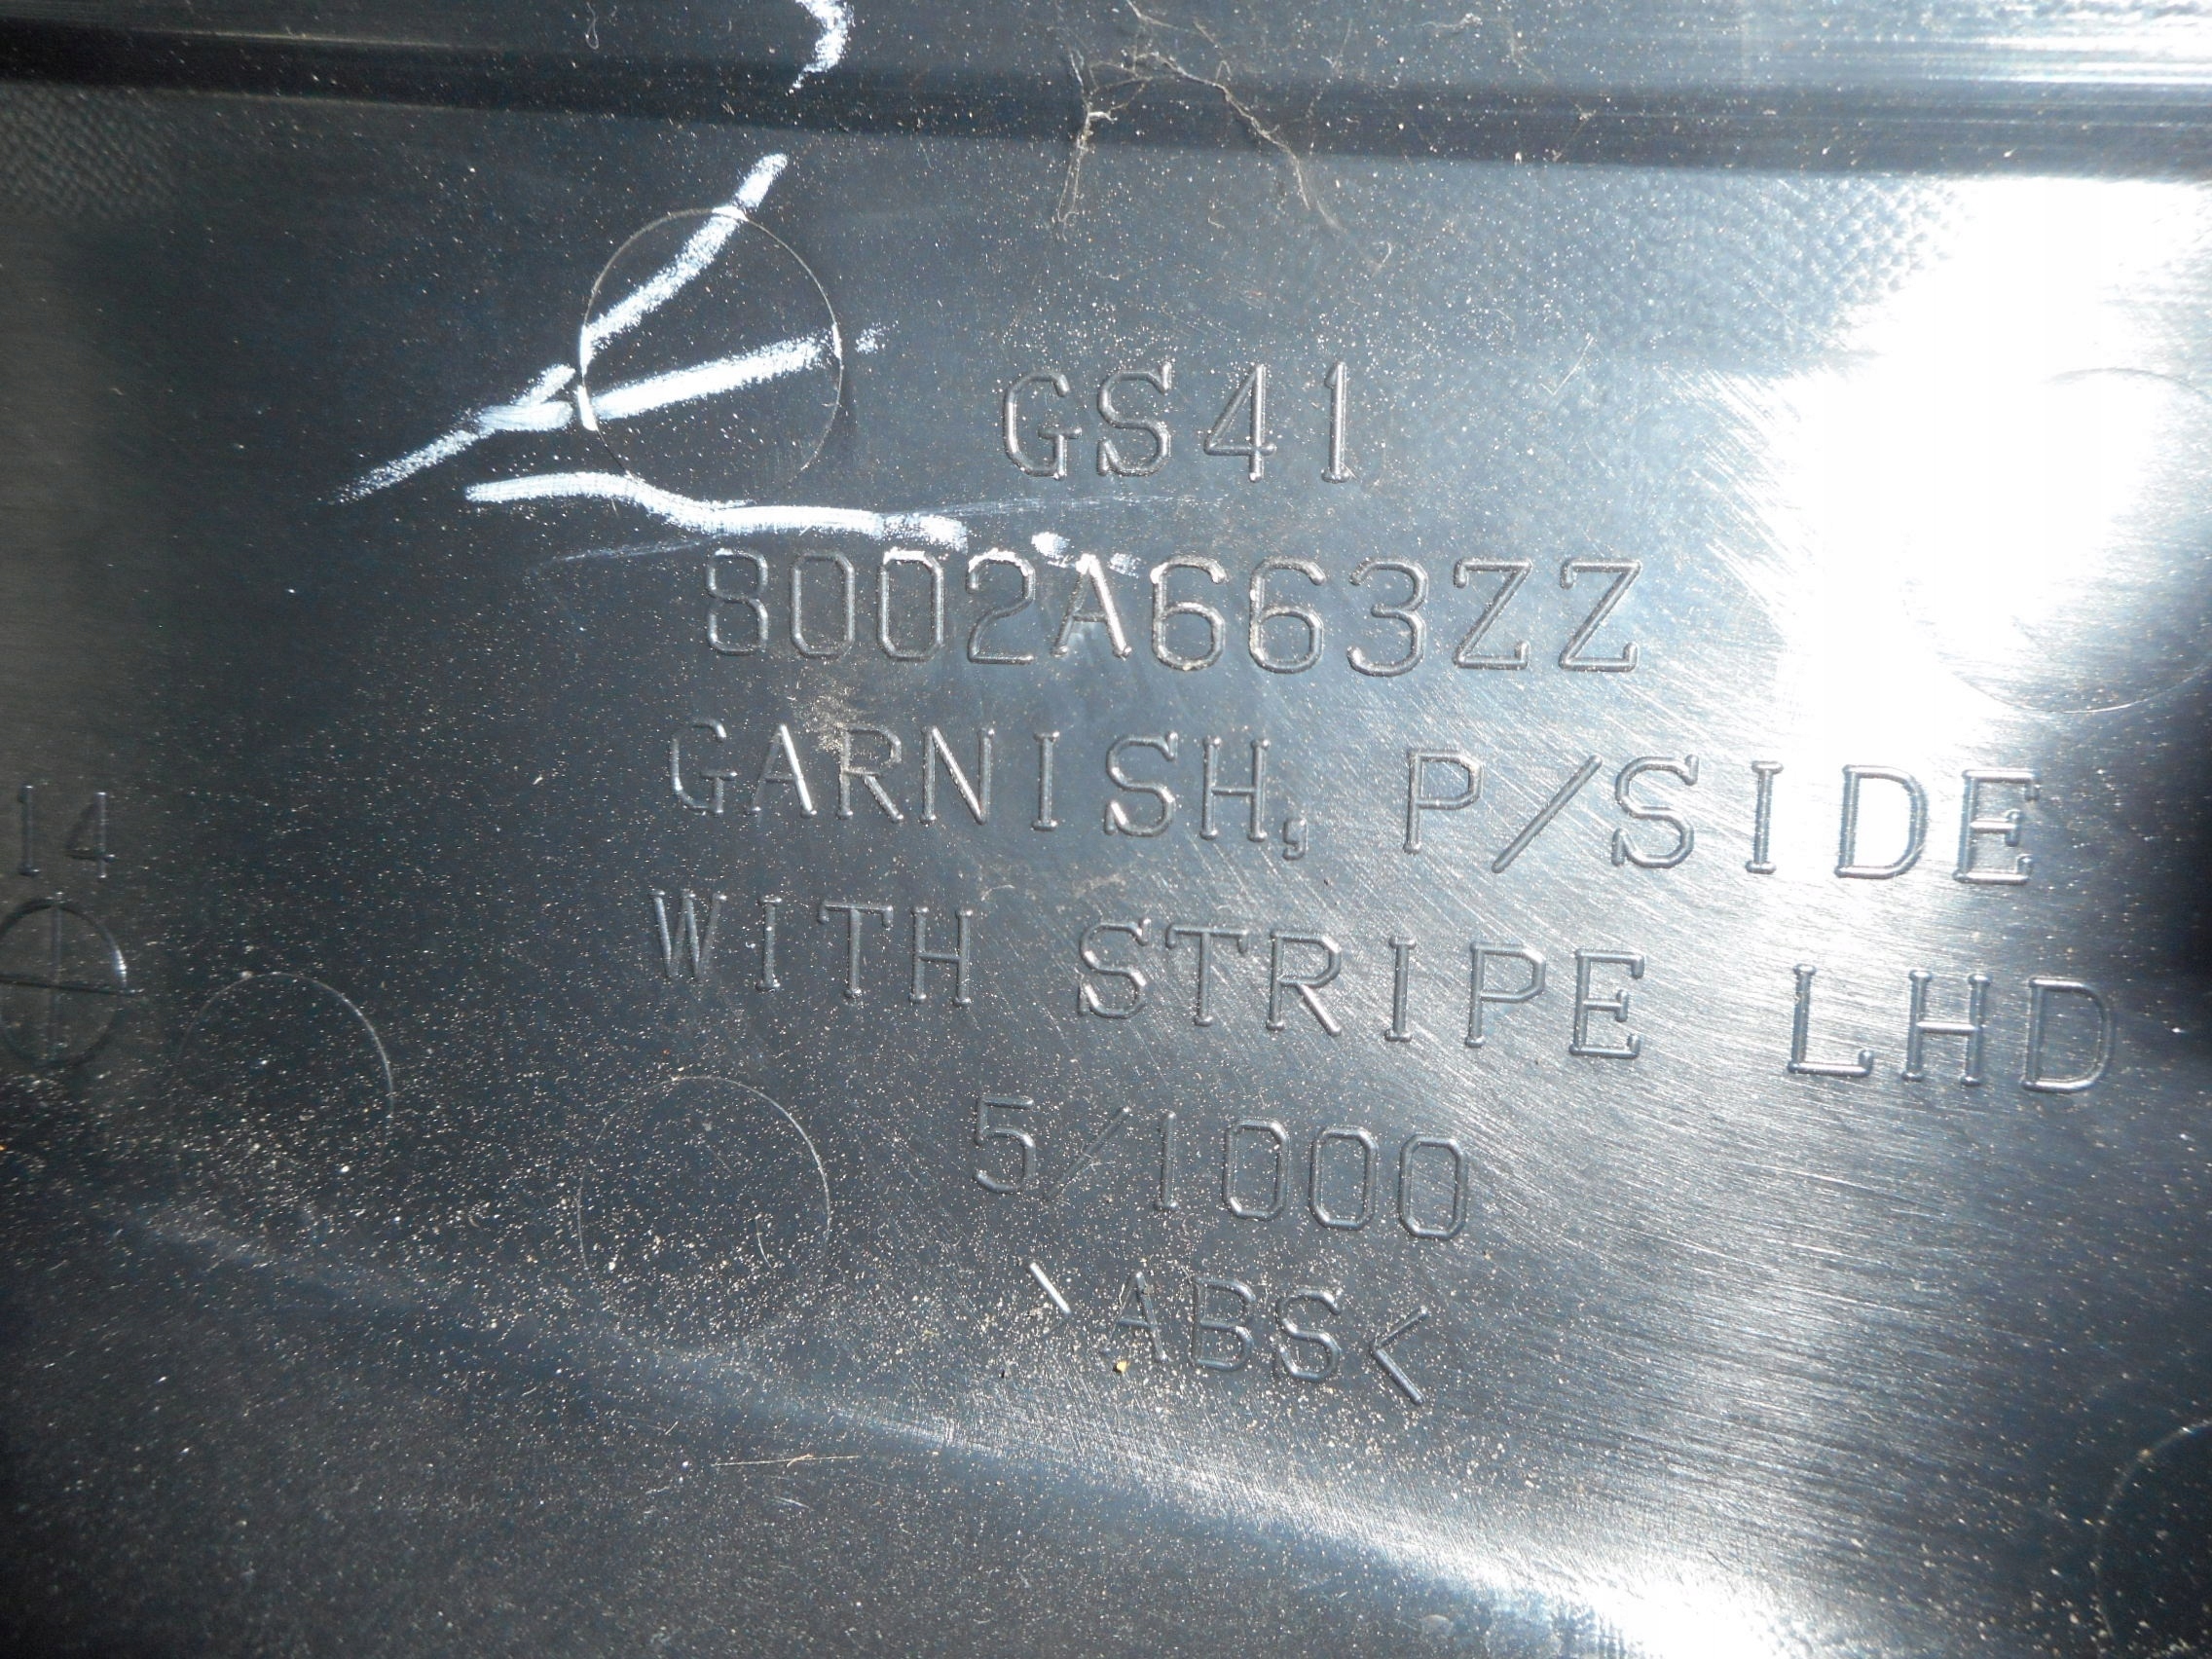 GS41
8002A663ZZ
GARNISH, P/SIDE
WITH STRIPE LHD
14
5/1000
>ABS<